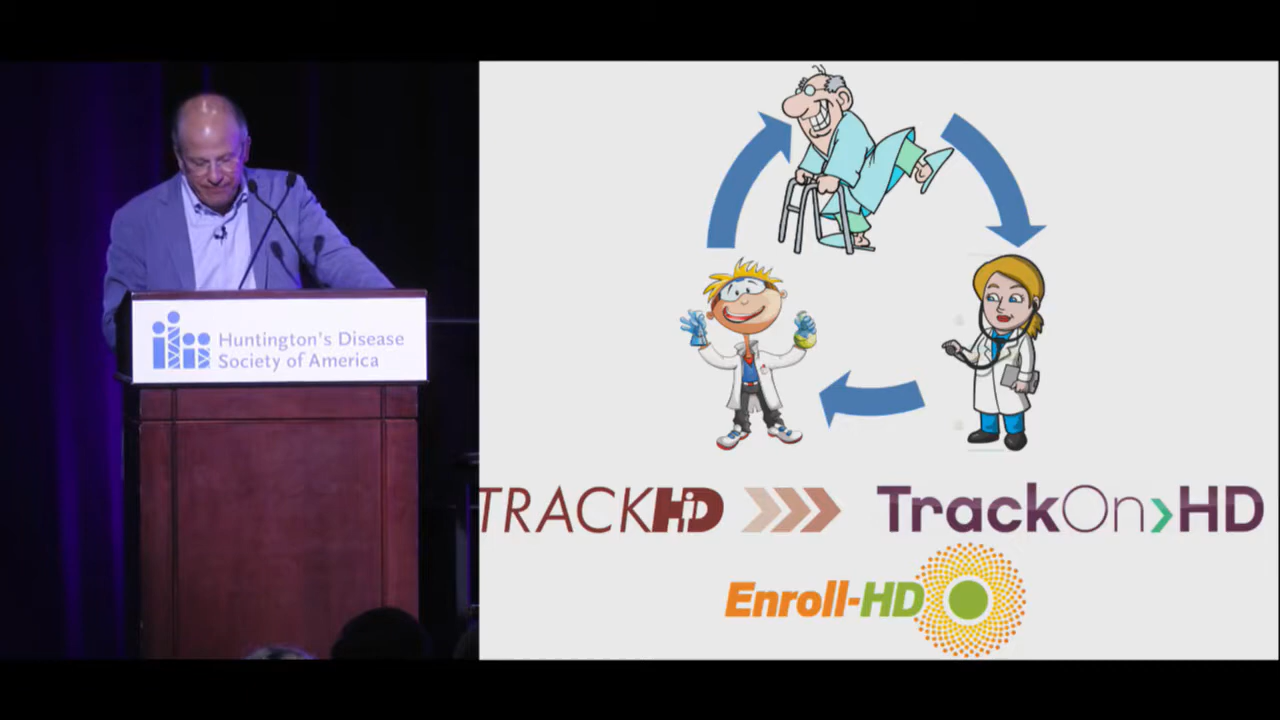 Huntington's Disease
Society of America
TRACKHD
TrackOn>HD
Enroll-HD